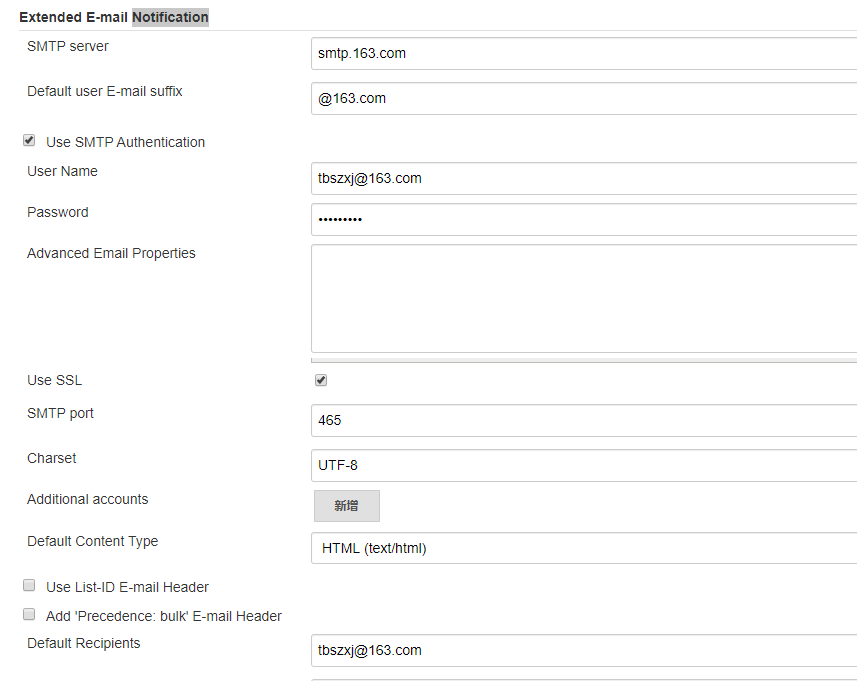 Extended E-mail Notification
SMTP server
smtp.163.com
Default user E-mail suffix
@163.com
Use SMTP Authentication
User Name
tbszxj@163.com
Password
•••••••••
Advanced Email Properties
Use SSL
SMTP port
465
Charset
UTF-8
Additional accounts
新增
Default Content Type
HTML (text/html)
Use List-ID E-mail Header
Add 'Precedence: bulk' E-mail Header
Default Recipients
tbszxj@163.com